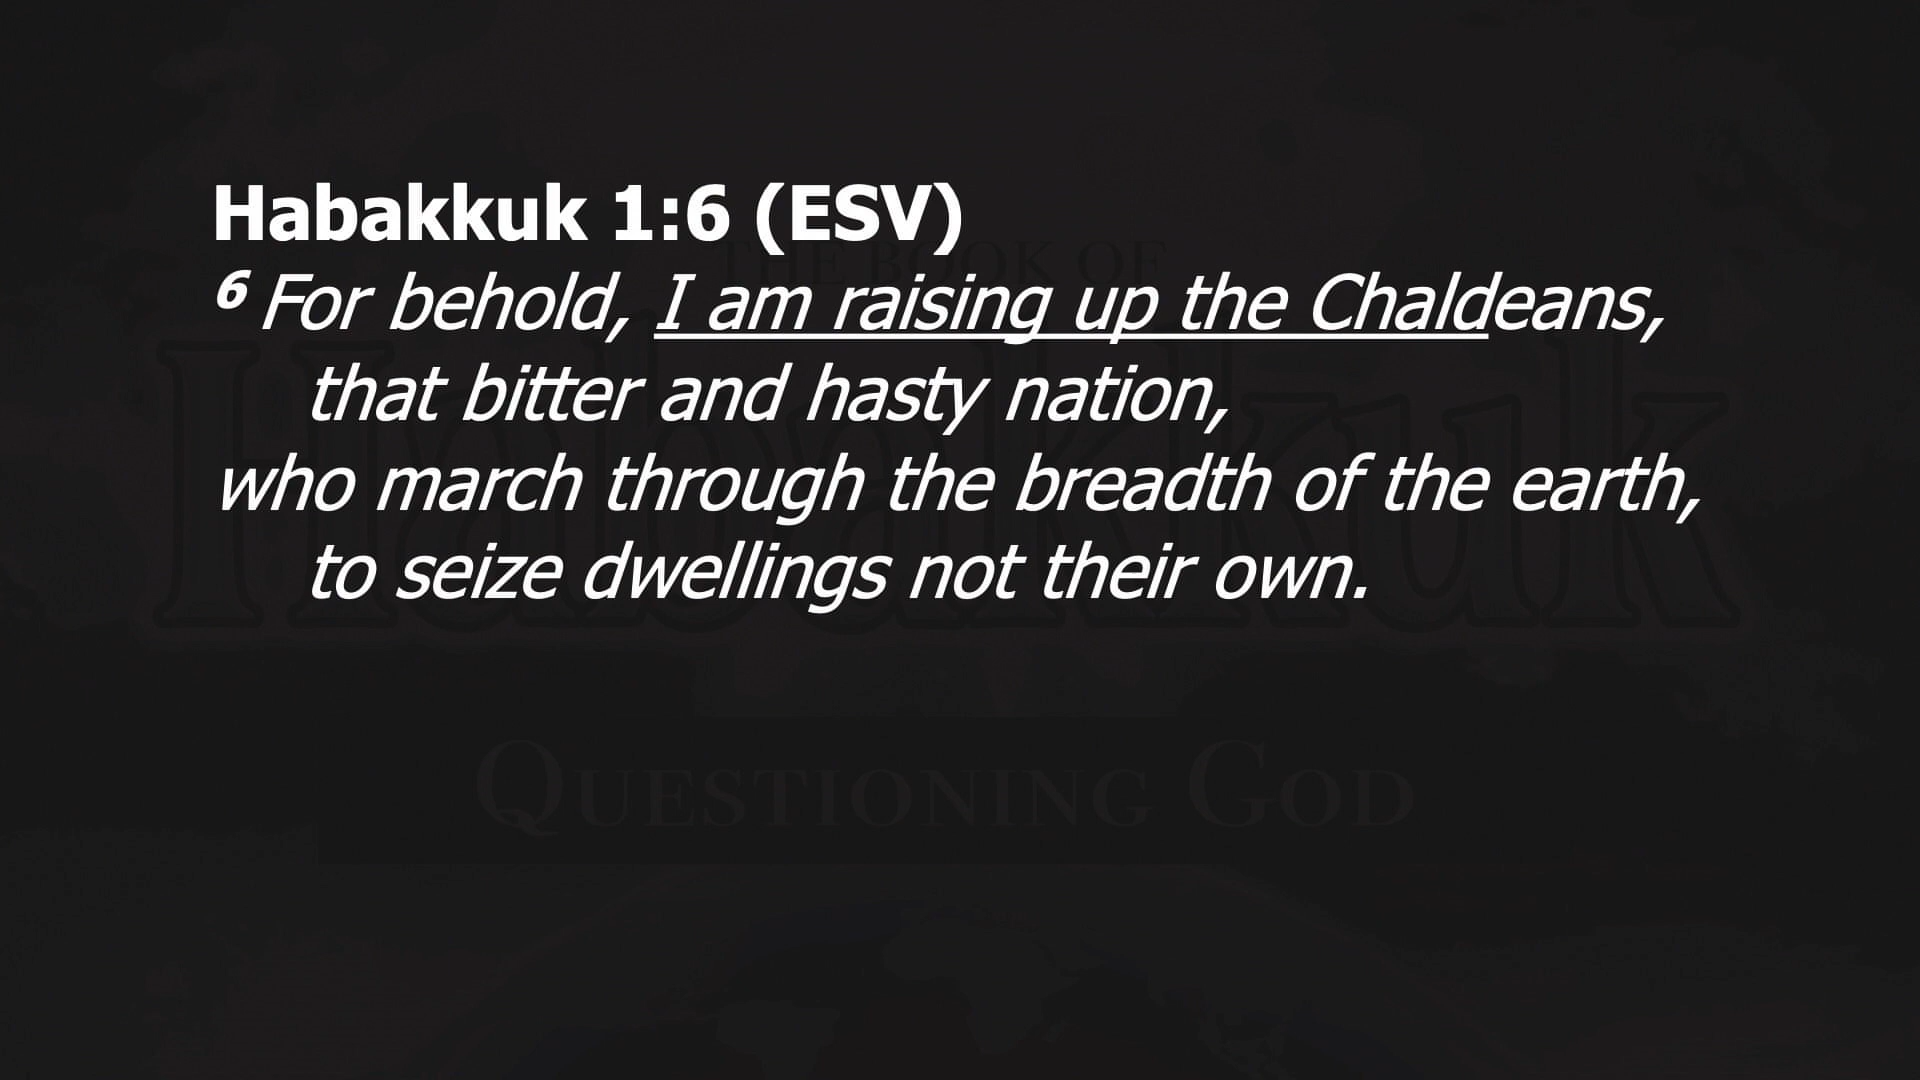 Habakkuk 1:6 (ESV)
6 For behold, I am raising up the Chaldeans,
that bitter and hasty nation,
who march through the breadth of the earth,
to seize dwellings not their own.
THE BOOK OF
Habakkuk
QUESTIONING GOD